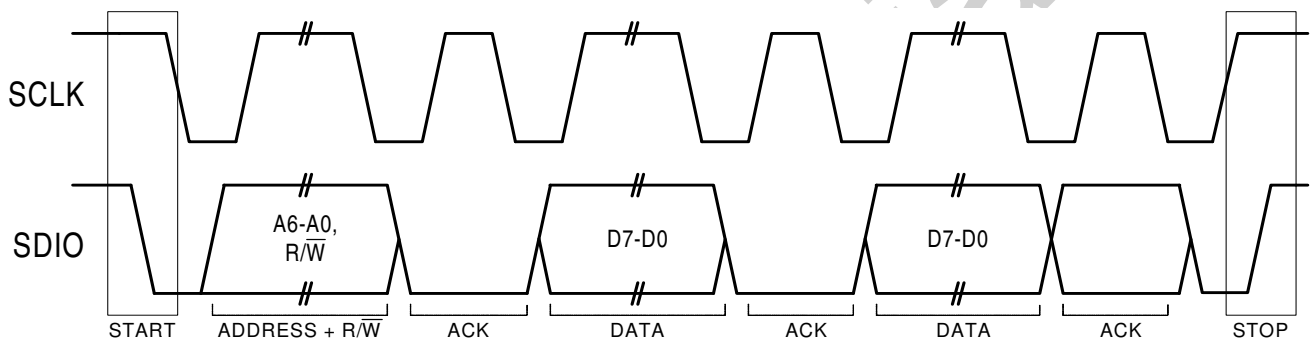 SCLK
SDIO
A6-A0,
R/W̅
D7-D0
D7-D0
START
ADDRESS + R/W̅
ACK
DATA
ACK
DATA
ACK
STOP